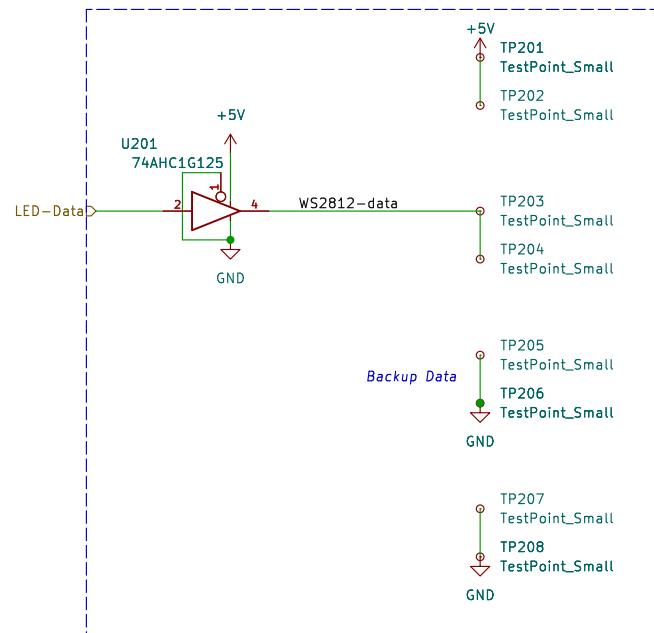 +5V
TP201
TestPoint_Small
TP202
TestPoint_Small
+5V
U201
74AHC1G125
1
LED-Data
2
4
WS2812-data
TP203
TestPoint_Small
TP204
TestPoint_Small
GND
TP205
TestPoint_Small
Backup Data
TP206
TestPoint_Small
GND
TP207
TestPoint_Small
TP208
TestPoint_Small
GND